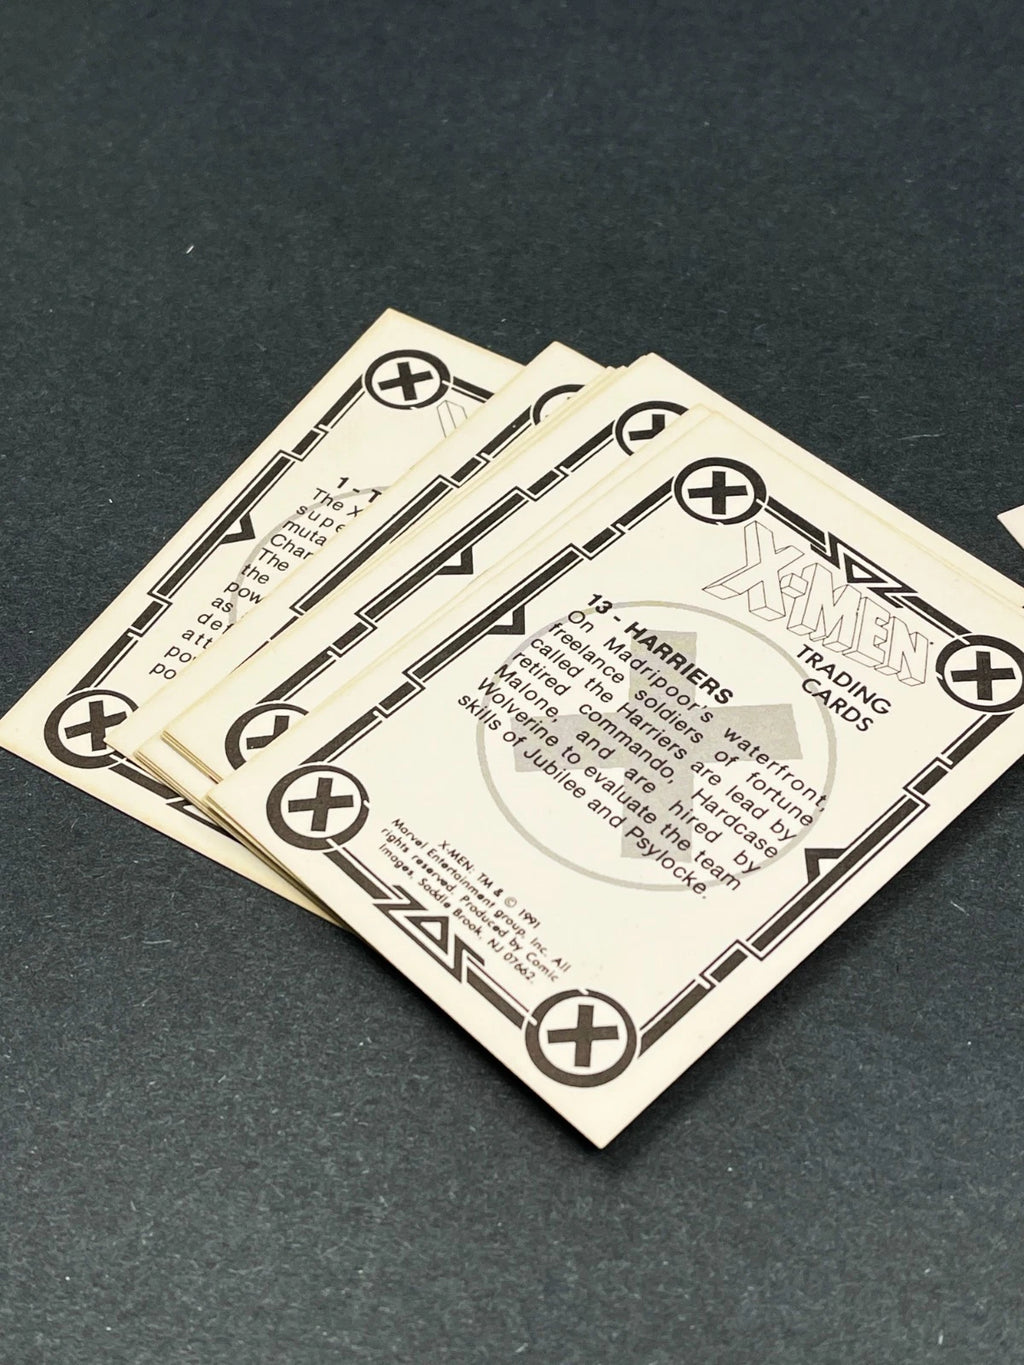 1 - T
The X
supe
muta
Char
The
the
pow
as
def
att
po
po
X-MEN
TRADING
CARDS
13 - HARRIERS
On Madripoor's waterfront,
freelance soldiers of fortune
called the Harriers are lead by
retired commando, Hardcase
Malone, and are hired by
Wolverine to evaluate the team
skills of Jubilee and Psylocke.
X-MEN: TM & © 1991
Marvel Entertainment group, Inc. All
rights reserved. Produced by Comic
Images, Saddle Brook, NJ 07662.